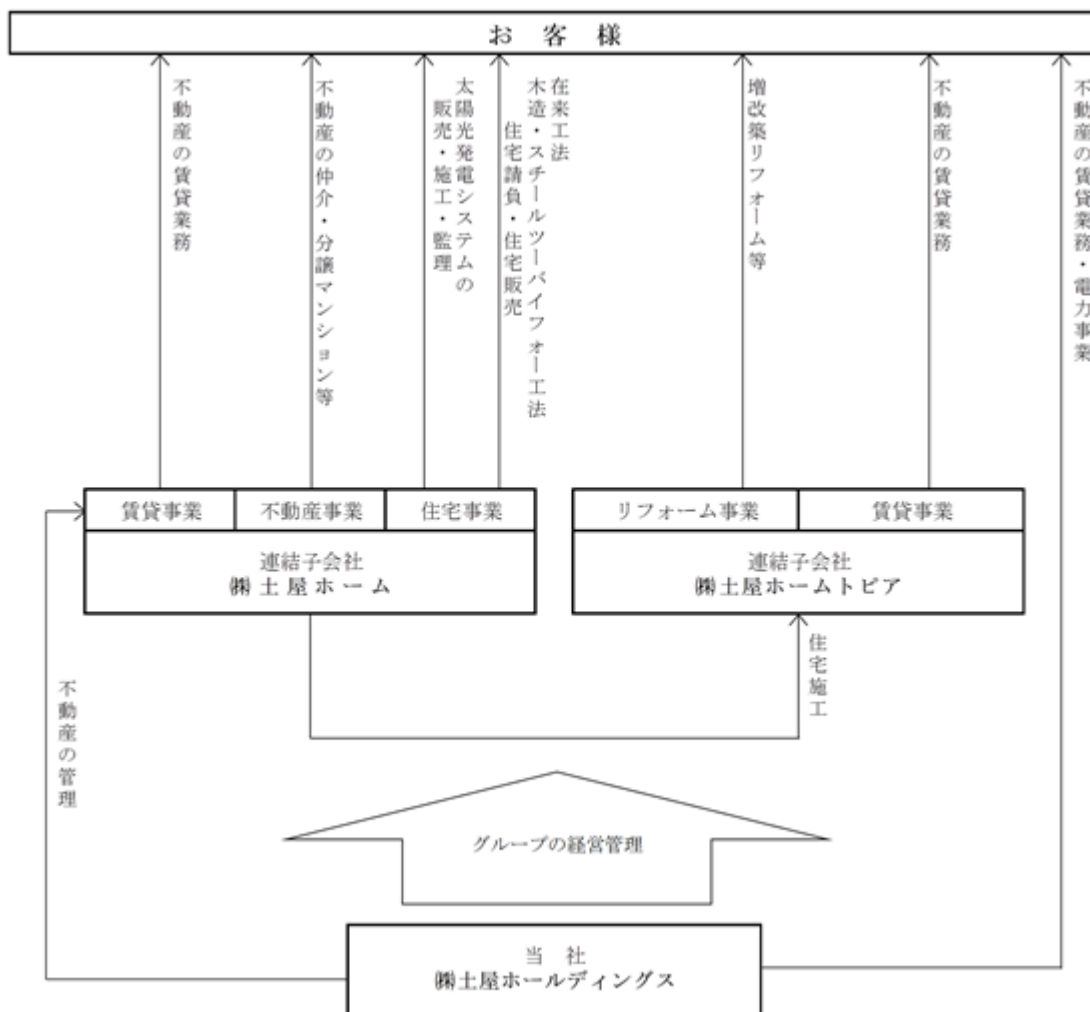 お客様
不動産の賃貸業務
不動産の仲介・分譲マンション等
太陽光発電システムの
販売・施工・監理
在来工法
木造・スチールツーバイフォー工法
住宅請負・住宅販売
増改築リフォーム等
不動産の賃貸業務
不動産の賃貸業務・電力事業
賃貸事業
不動産事業
住宅事業
連結子会社
㈱土屋ホーム
リフォーム事業
賃貸事業
連結子会社
㈱土屋ホームトピア
住宅施工
不動産の管理
グループの経営管理
当社
㈱土屋ホールディングス